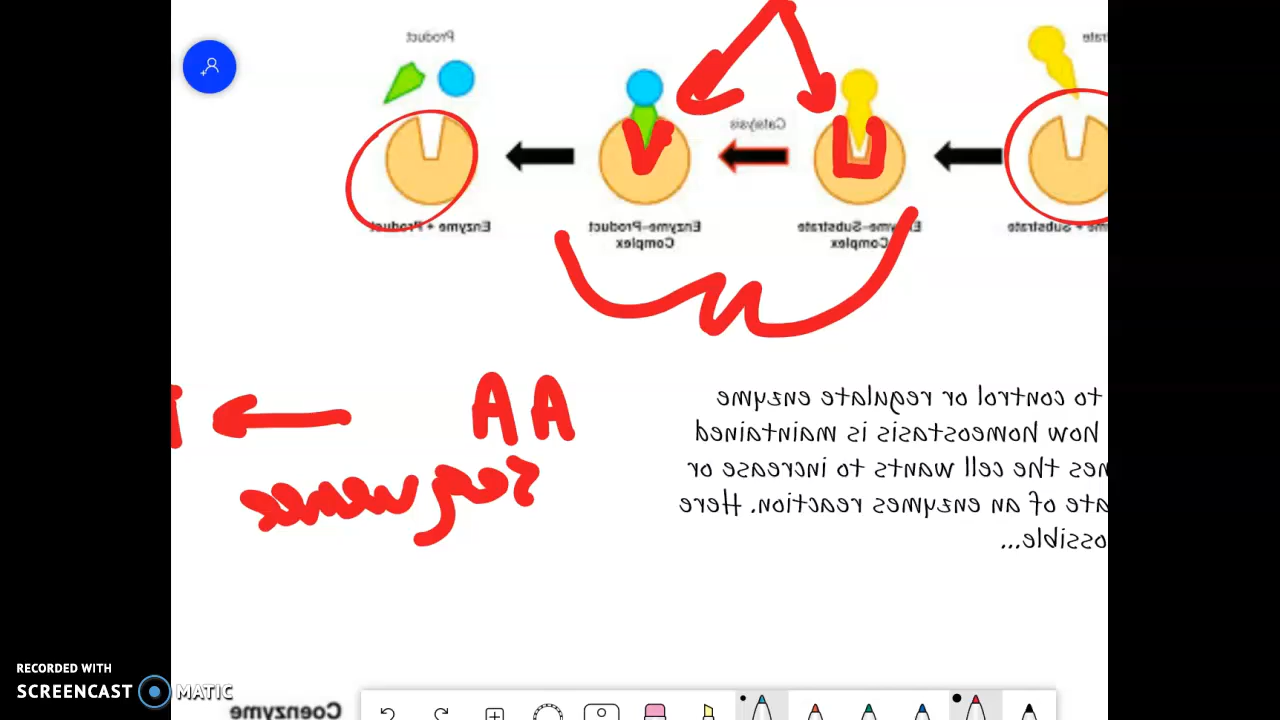 Product
Catalysis
Enzyme + Product
Enzyme–Product
Complex
Enzyme–Substrate
Complex
+ Substrate
to control or regulate enzyme
how homeostasis is maintained
the cell wants to increase or
of an enzymes reaction. Here
AA
sequence
Coenzyme
RECORDED WITH
SCREENCAST MATIC